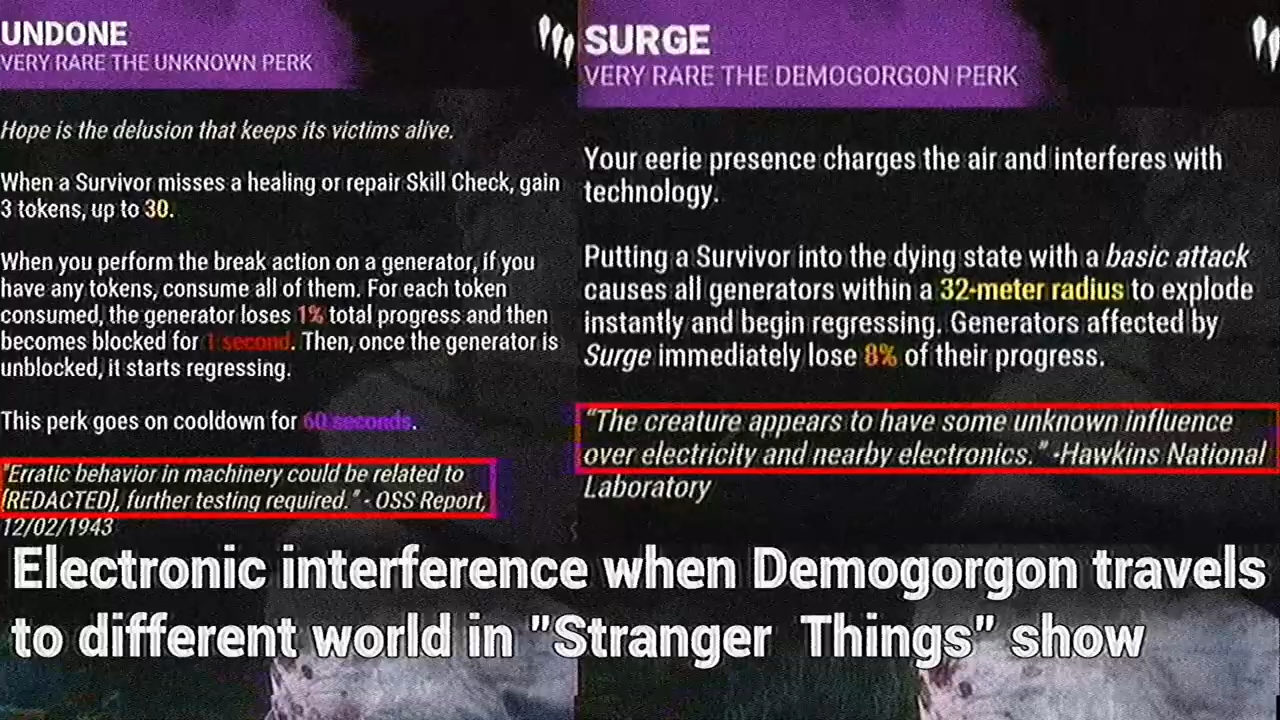 UNDONE
VERY RARE THE UNKNOWN PERK
Hope is the delusion that keeps its victims alive.
When a Survivor misses a healing or repair Skill Check, gain
3 tokens, up to 30.
When you perform the break action on a generator, if you
have any tokens, consume all of them. For each token
consumed, the generator loses 1% total progress and then
becomes blocked for 1 second. Then, once the generator is
unblocked, it starts regressing.
This perk goes on cooldown for 60 seconds.
"Erratic behavior in machinery could be related to
[REDACTED], further testing required." - OSS Report,
12/02/1943
SURGE
VERY RARE THE DEMOGORGON PERK
Your eerie presence charges the air and interferes with
technology.
Putting a Survivor into the dying state with a basic attack
causes all generators within a 32-meter radius to explode
instantly and begin regressing. Generators affected by
Surge immediately lose 8% of their progress.
"The creature appears to have some unknown influence
over electricity and nearby electronics." -Hawkins National
Laboratory
Electronic interference when Demogorgon travels
to different world in "Stranger Things" show